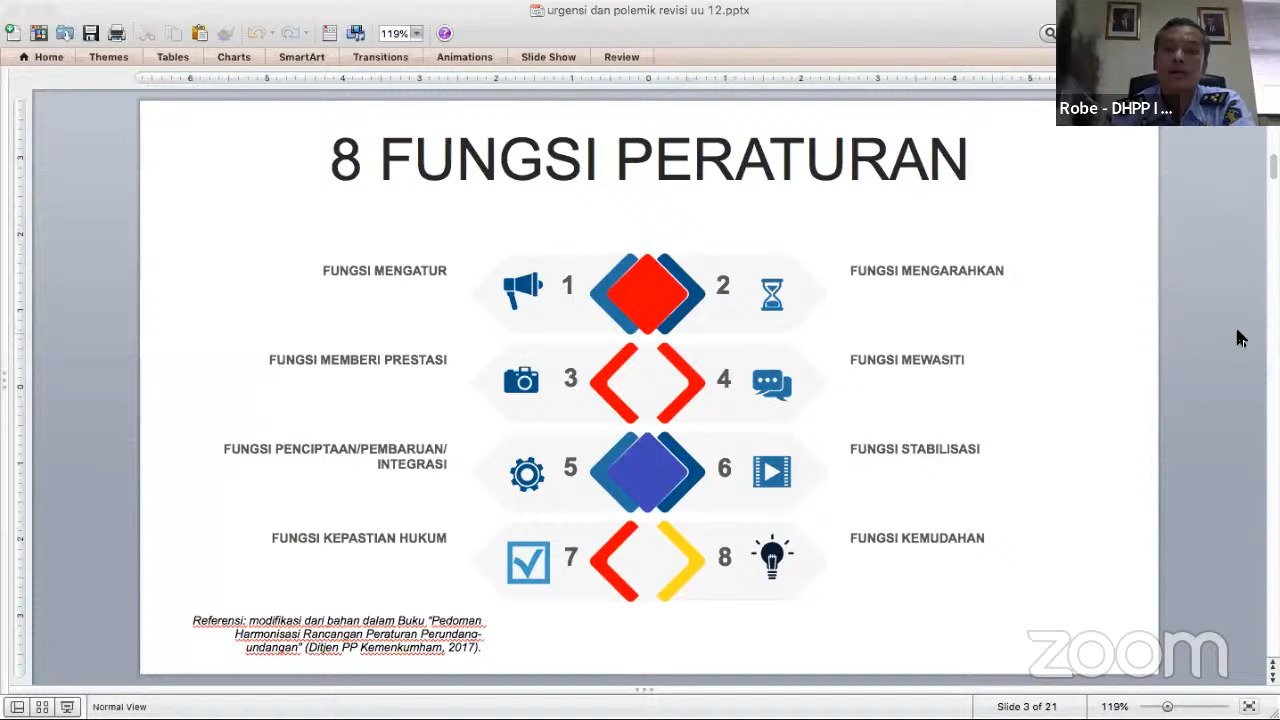 urgensi dan polemik revisi uu 12.pptx
119%
Home Themes Tables Charts SmartArt Transitions Animations Slide Show Review
Robe - DHPP I ...
8 FUNGSI PERATURAN
FUNGSI MENGATUR
1
2
FUNGSI MENGARAHKAN
FUNGSI MEMBERI PRESTASI
3
4
FUNGSI MEWASITI
FUNGSI PENCIPTAAN/PEMBARUAN/
INTEGRASI
5
6
FUNGSI STABILISASI
FUNGSI KEPASTIAN HUKUM
7
8
FUNGSI KEMUDAHAN
Referensi: modifikasi dari bahan dalam Buku "Pedoman
Harmonisasi Rancangan Peraturan Perundang-
undangan" (Ditjen PP Kemenkumham, 2017).
zoom
Normal View
Slide 3 of 21
119%